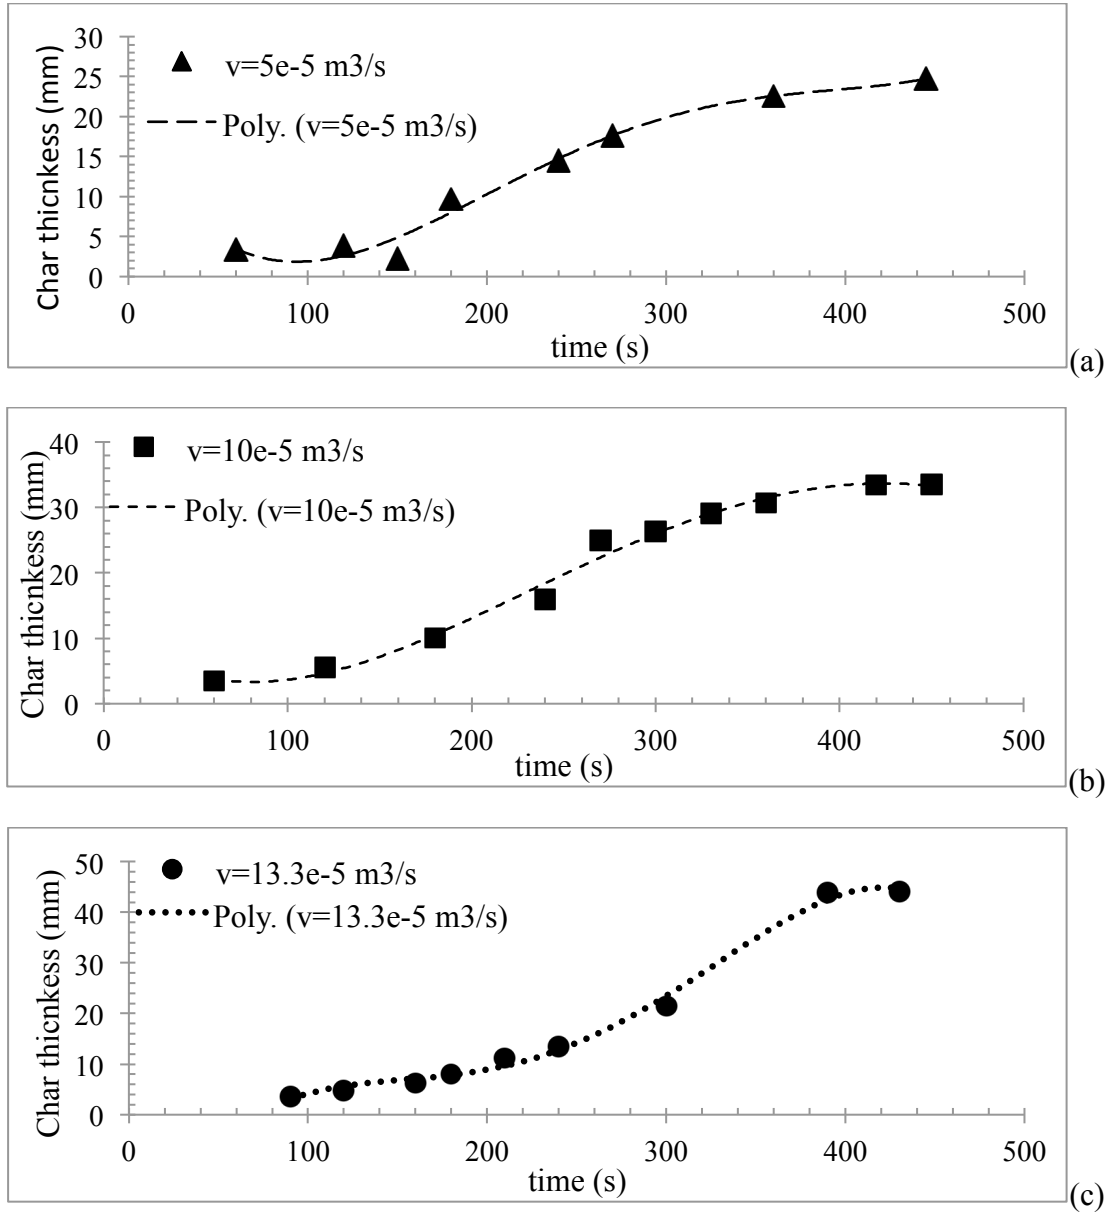 30
25
20
15
10
5
0
Char thicnkess (mm)
v=5e-5 m3/s
Poly. (v=5e-5 m3/s)
0 100 200 300 400 500
time (s)
(a)
40
30
20
10
0
Char thicnkess (mm)
v=10e-5 m3/s
Poly. (v=10e-5 m3/s)
0 100 200 300 400 500
time (s)
(b)
50
40
30
20
10
0
Char thicnkess (mm)
v=13.3e-5 m3/s
Poly. (v=13.3e-5 m3/s)
0 100 200 300 400 500
time (s)
(c)